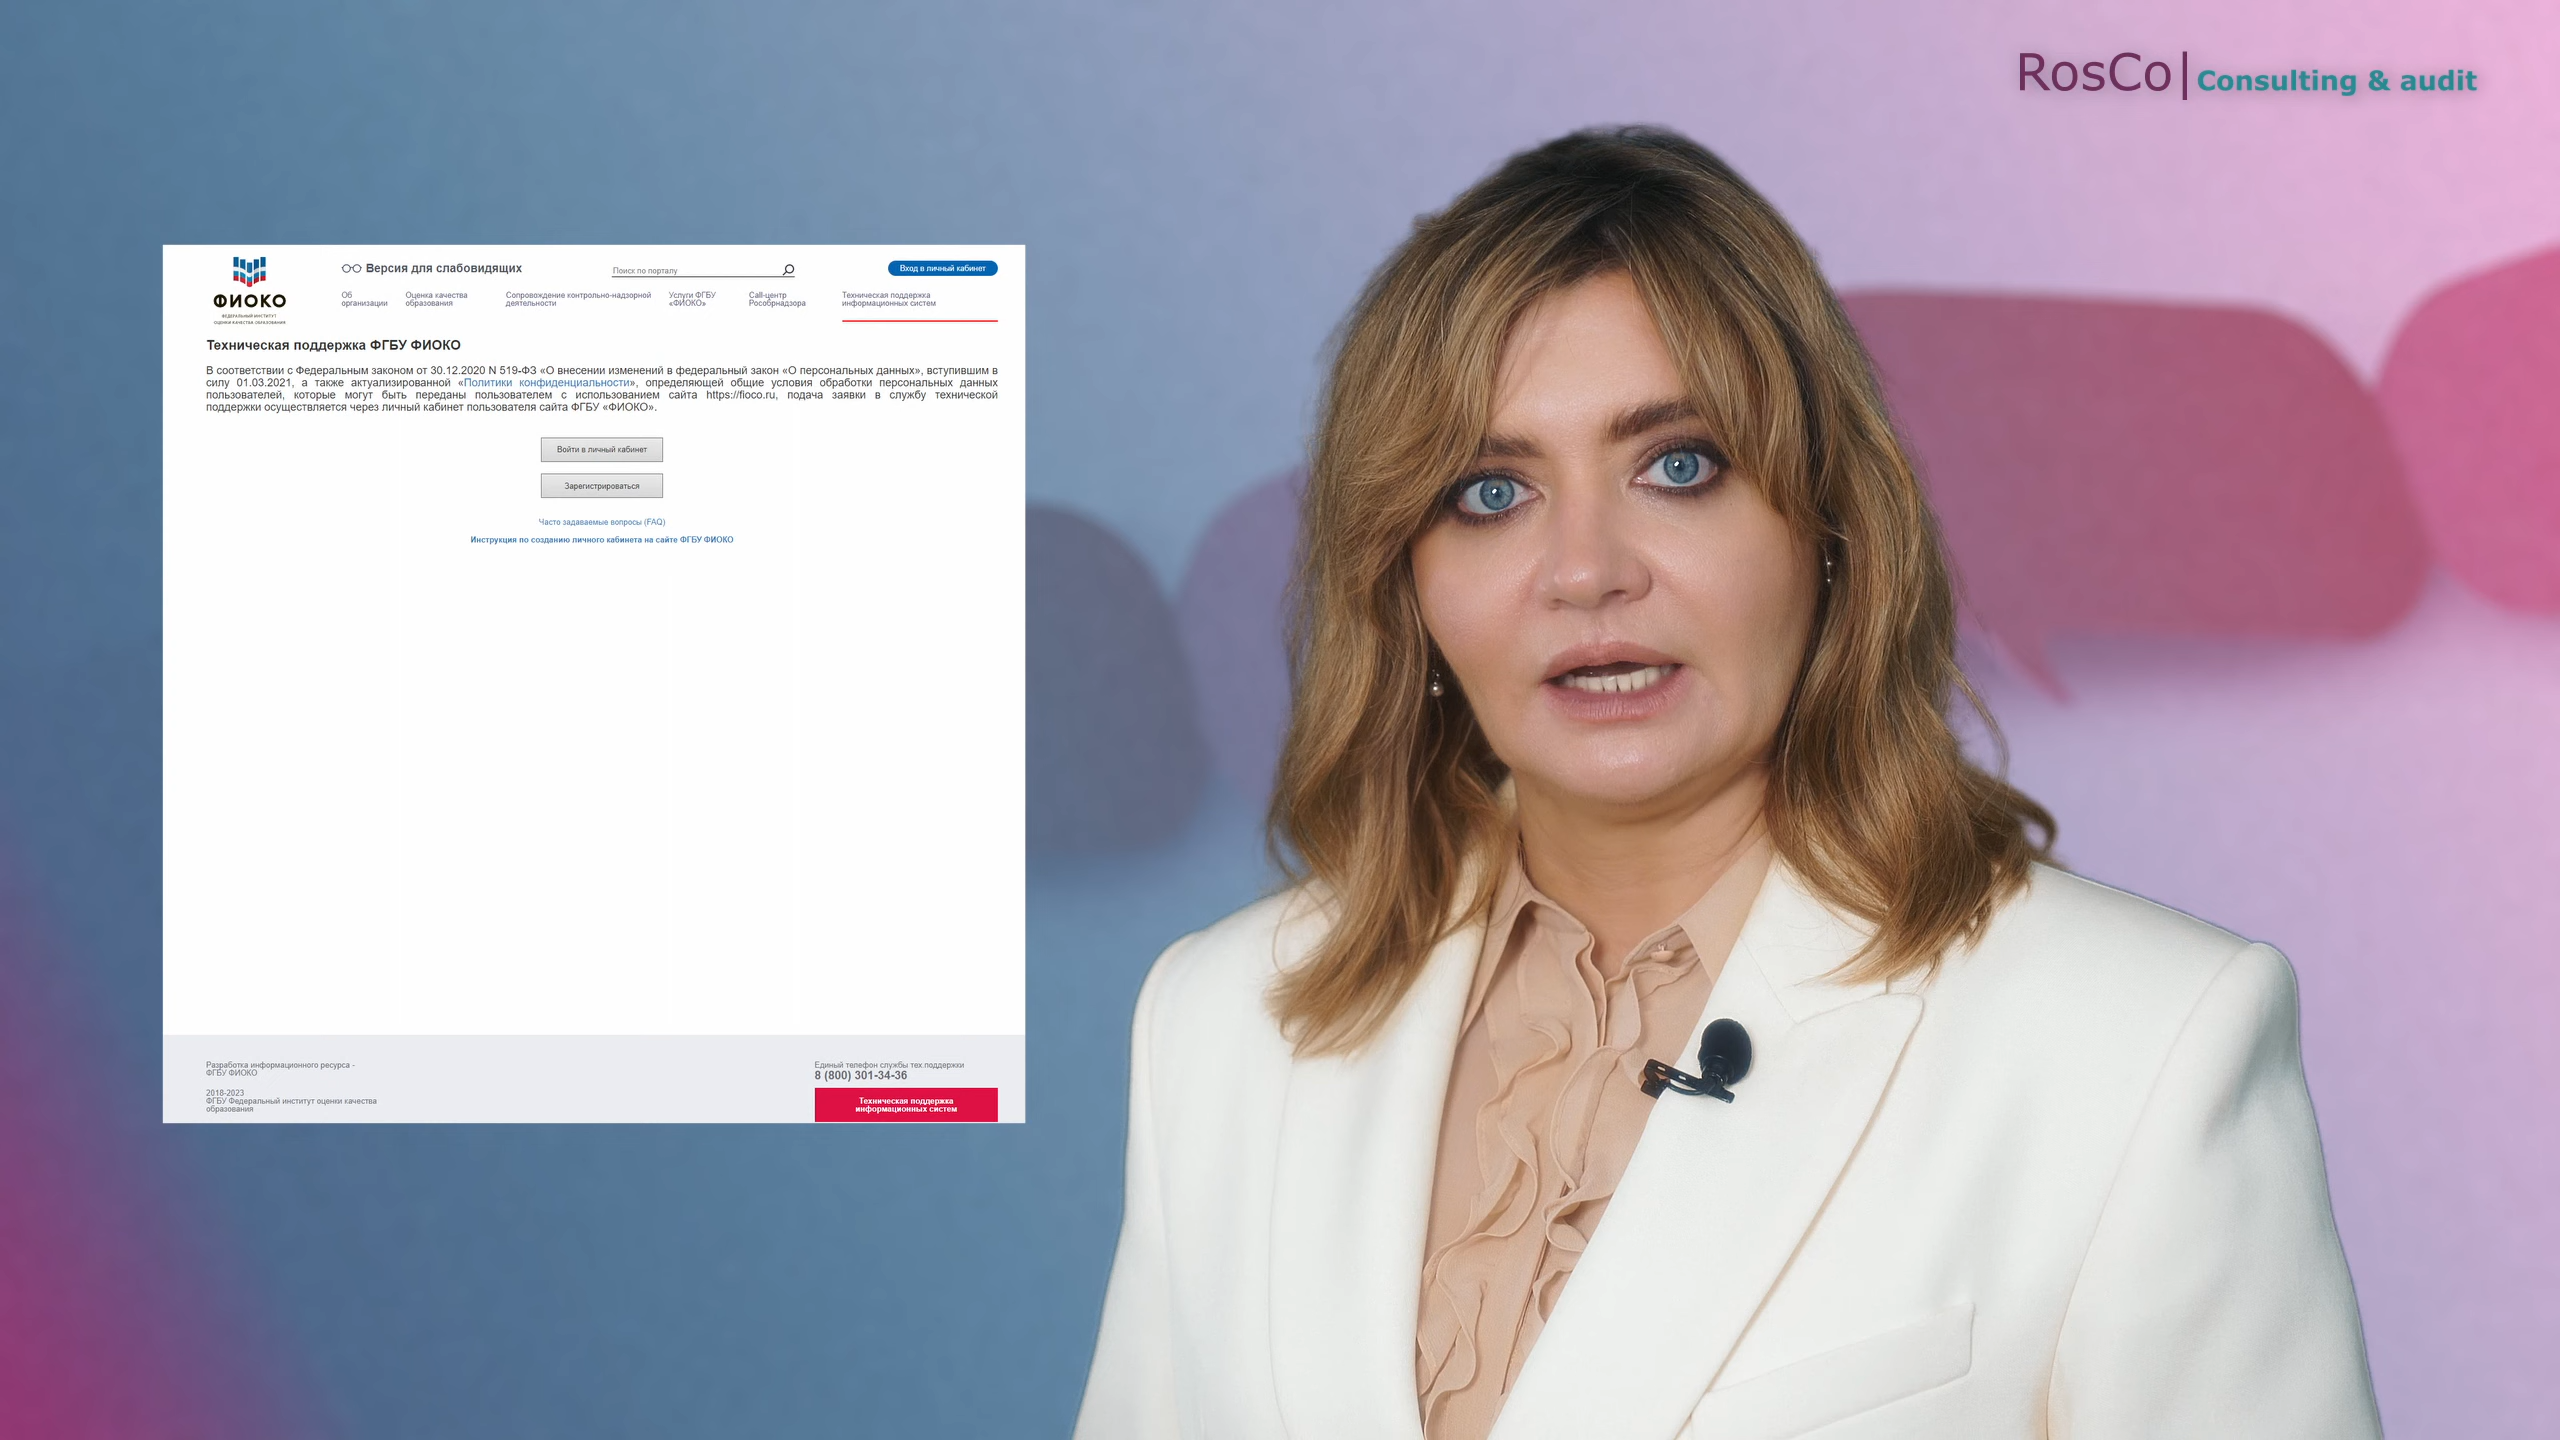 RosCo|Consulting & audit
ФИОКО
ФЕДЕРАЛЬНЫЙ ИНСТИТУТ
ОЦЕНКИ КАЧЕСТВА ОБРАЗОВАНИЯ
Версия для слабовидящих
Поиск по порталу
Вход в личный кабинет
Об
организации
Оценка качества
образования
Сопровождение контрольно-надзорной
деятельности
Услуги ФГБУ
«ФИОКО»
Call-центр
Рособрнадзора
Техническая поддержка
информационных систем
Техническая поддержка ФГБУ ФИОКО
В соответствии с Федеральным законом от 30.12.2020 N 519-ФЗ «О внесении изменений в федеральный закон «О персональных данных», вступившим в
силу 01.03.2021, а также актуализированной «Политики конфиденциальности», определяющей общие условия обработки персональных данных
пользователей, которые могут быть переданы пользователем с использованием сайта https://fioco.ru, подача заявки в службу технической
поддержки осуществляется через личный кабинет пользователя сайта ФГБУ «ФИОКО».
Войти в личный кабинет
Зарегистрироваться
Часто задаваемые вопросы (FAQ)
Инструкция по созданию личного кабинета на сайте ФГБУ ФИОКО
Разработка информационного ресурса -
ФГБУ ФИОКО
2018-2023
ФГБУ Федеральный институт оценки качества
образования
Единый телефон службы тех.поддержки
8 (800) 301-34-36
Техническая поддержка
информационных систем